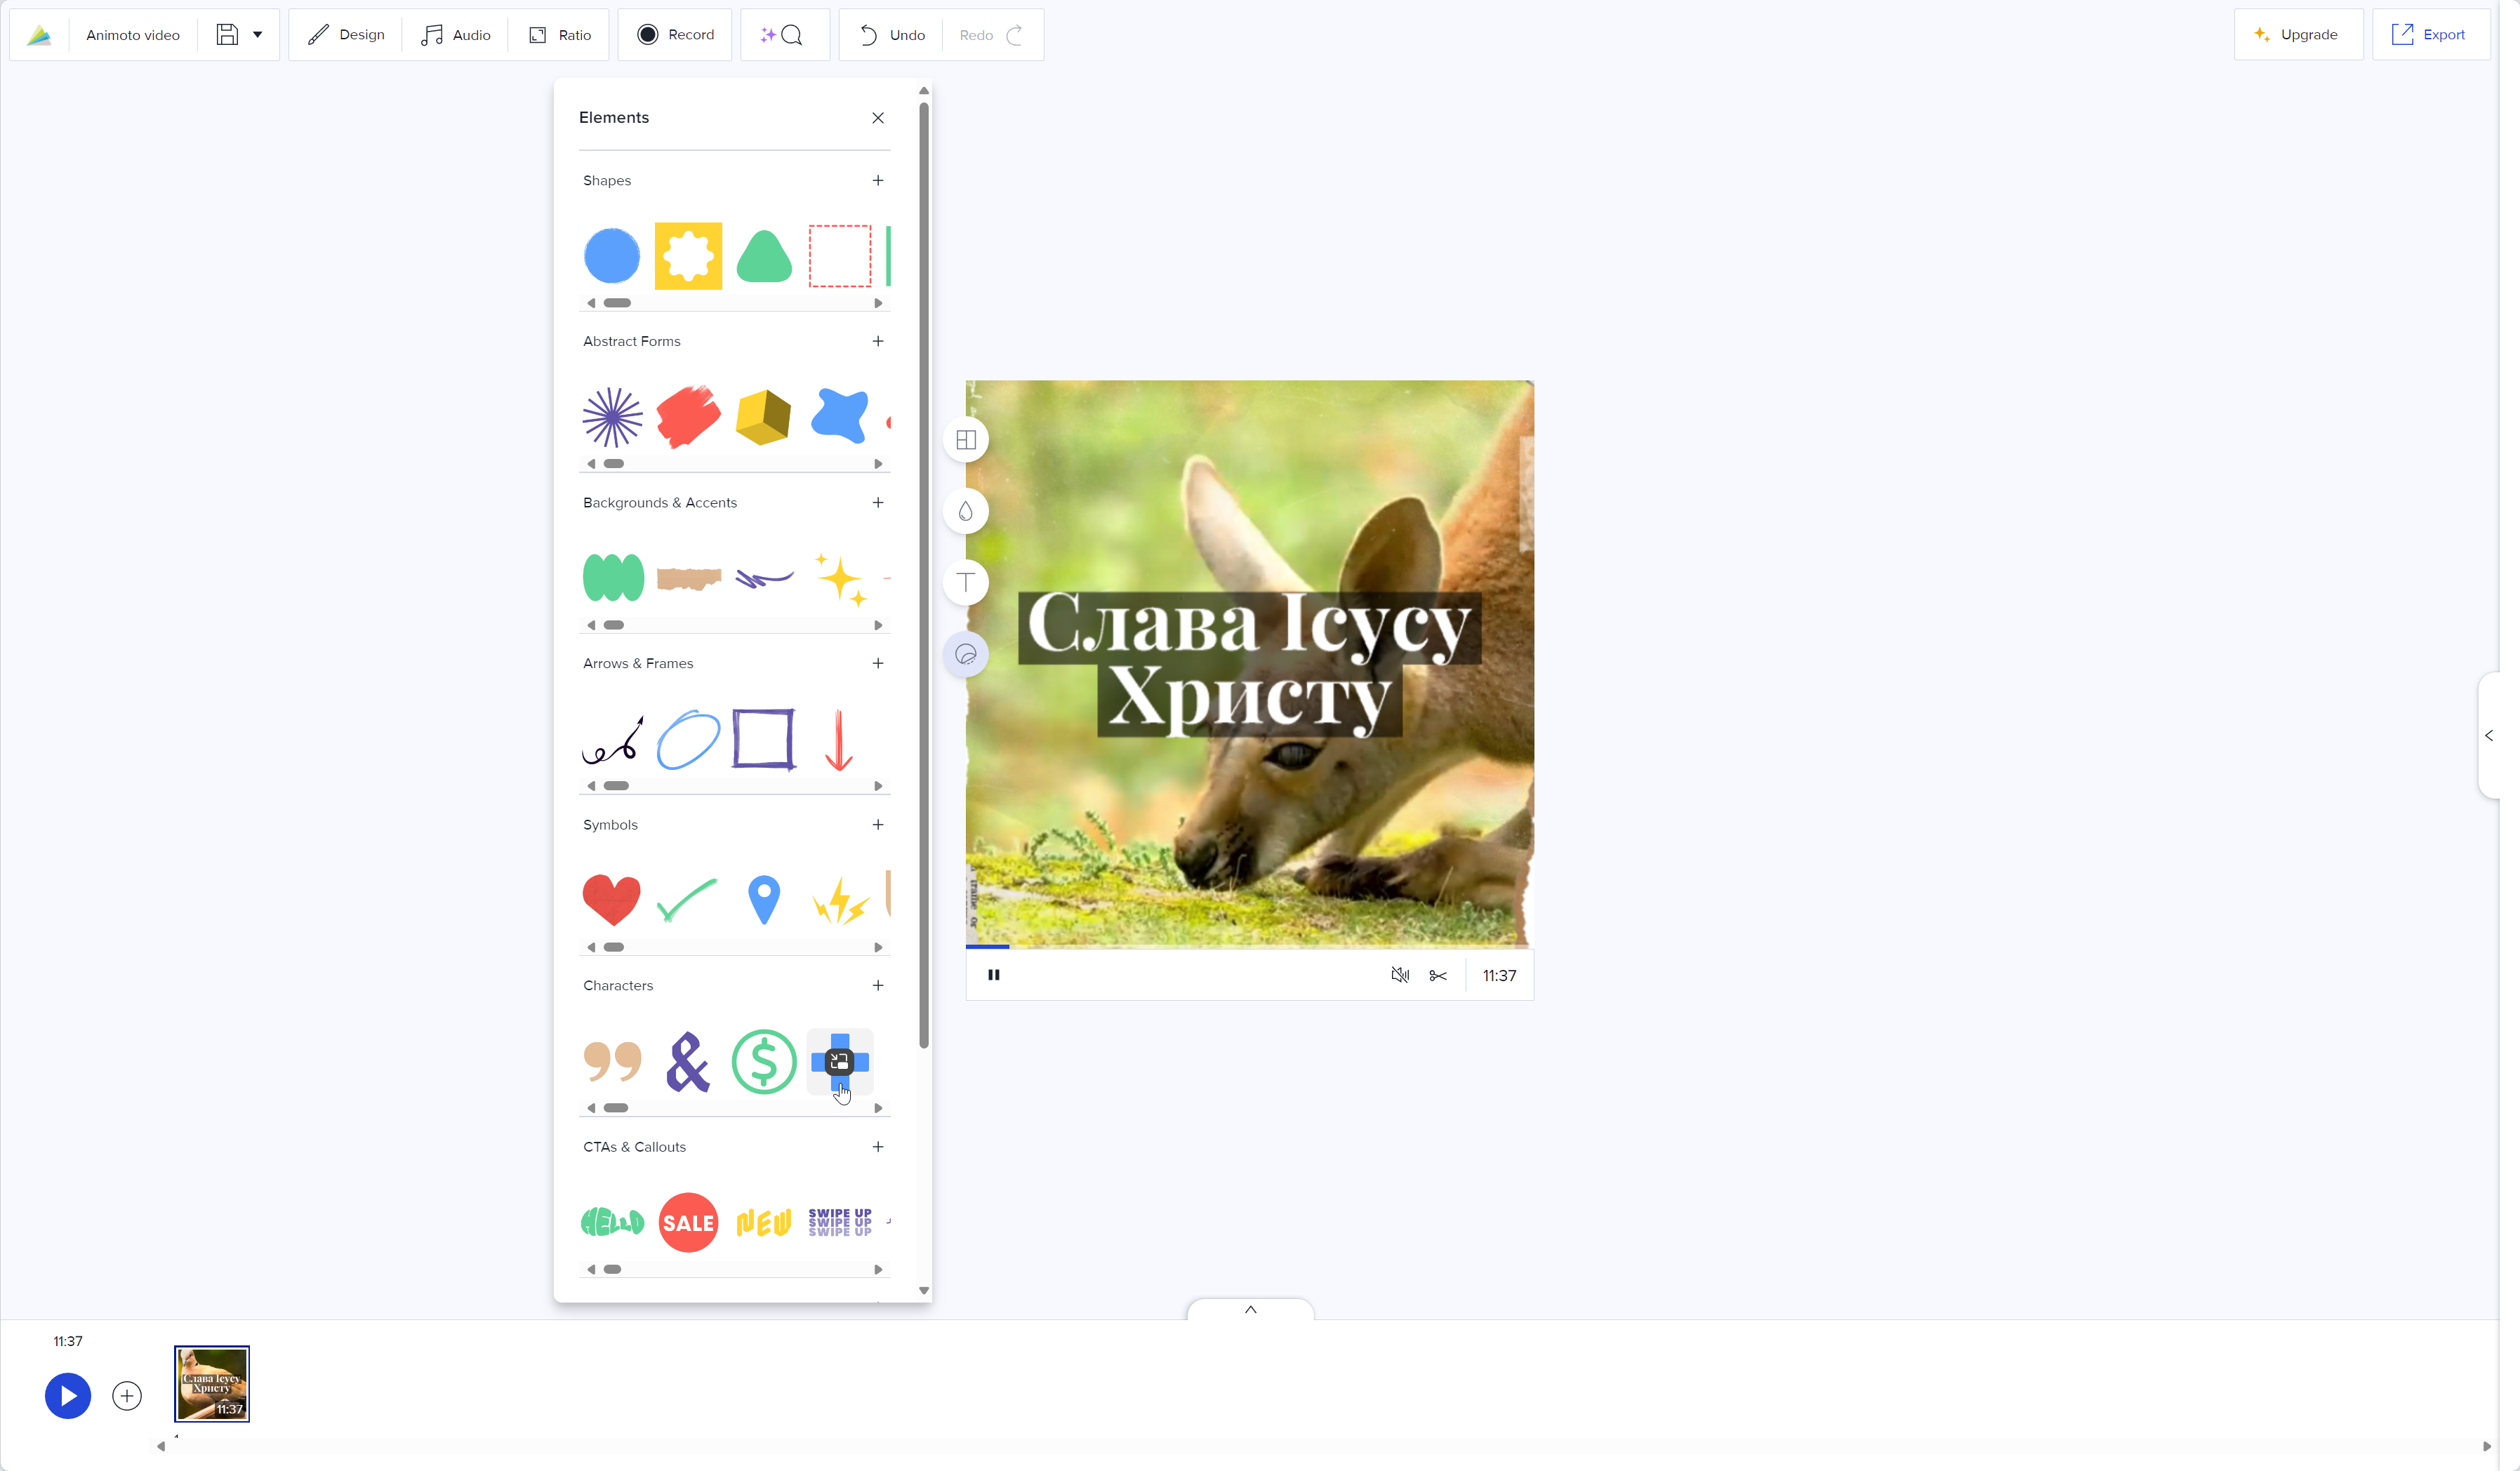 Animoto video
Design
Audio
Ratio
Record
Undo
Redo
Upgrade
Export
Elements
Shapes
Abstract Forms
Backgrounds & Accents
Arrows & Frames
Symbols
Characters
&
$
CTAs & Callouts
HELLO
SALE
NEW
SWIPE UP
SWIPE UP
SWIPE UP
T
Слава Ісусу
Христу
11:37
11:37
Слава Ісусу
Христу
11:37